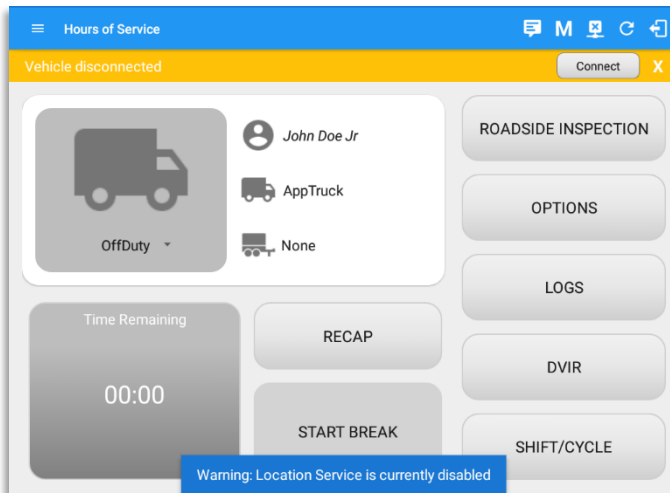 Hours of Service
M
Vehicle disconnected
Connect
X
John Doe Jr
AppTruck
OffDuty
None
ROADSIDE INSPECTION
OPTIONS
LOGS
DVIR
SHIFT/CYCLE
Time Remaining
00:00
RECAP
START BREAK
Warning: Location Service is currently disabled